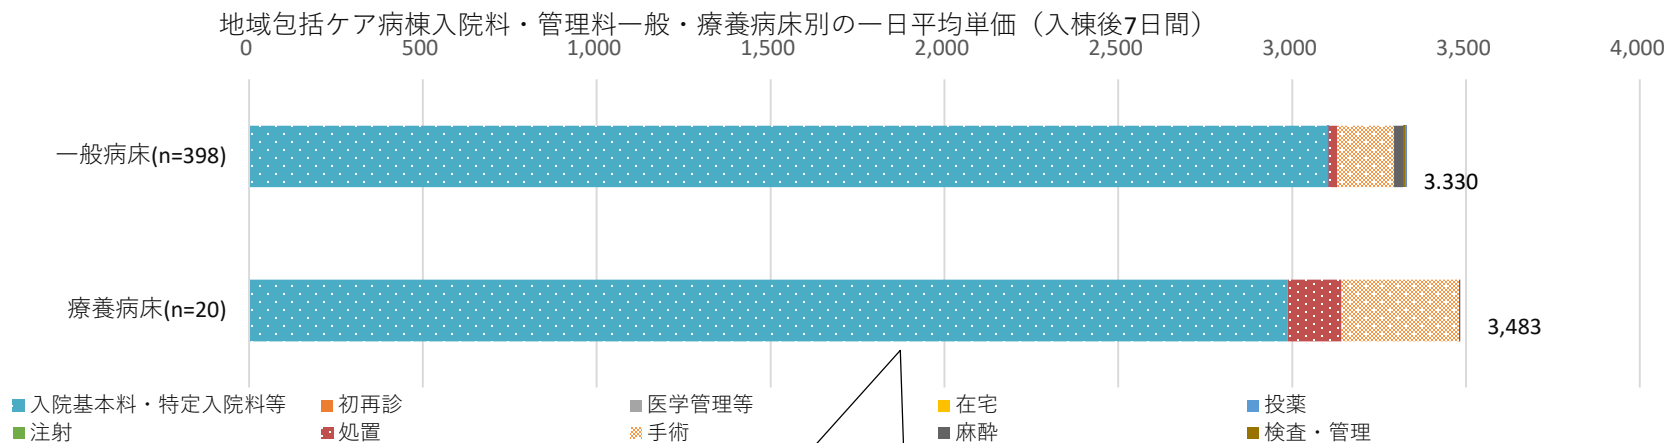 地域包括ケア病棟入院料・管理料一般・療養病床別の一日平均単価（入棟後7日間）
0 500 1,000 1,500 2,000 2,500 3,000 3,500 4,000
一般病床(n=398)
3.330
療養病床(n=20)
3,483
入院基本料・特定入院料等 初再診 医学管理等 在宅 投薬
注射 処置 手術 麻酔 検査・管理